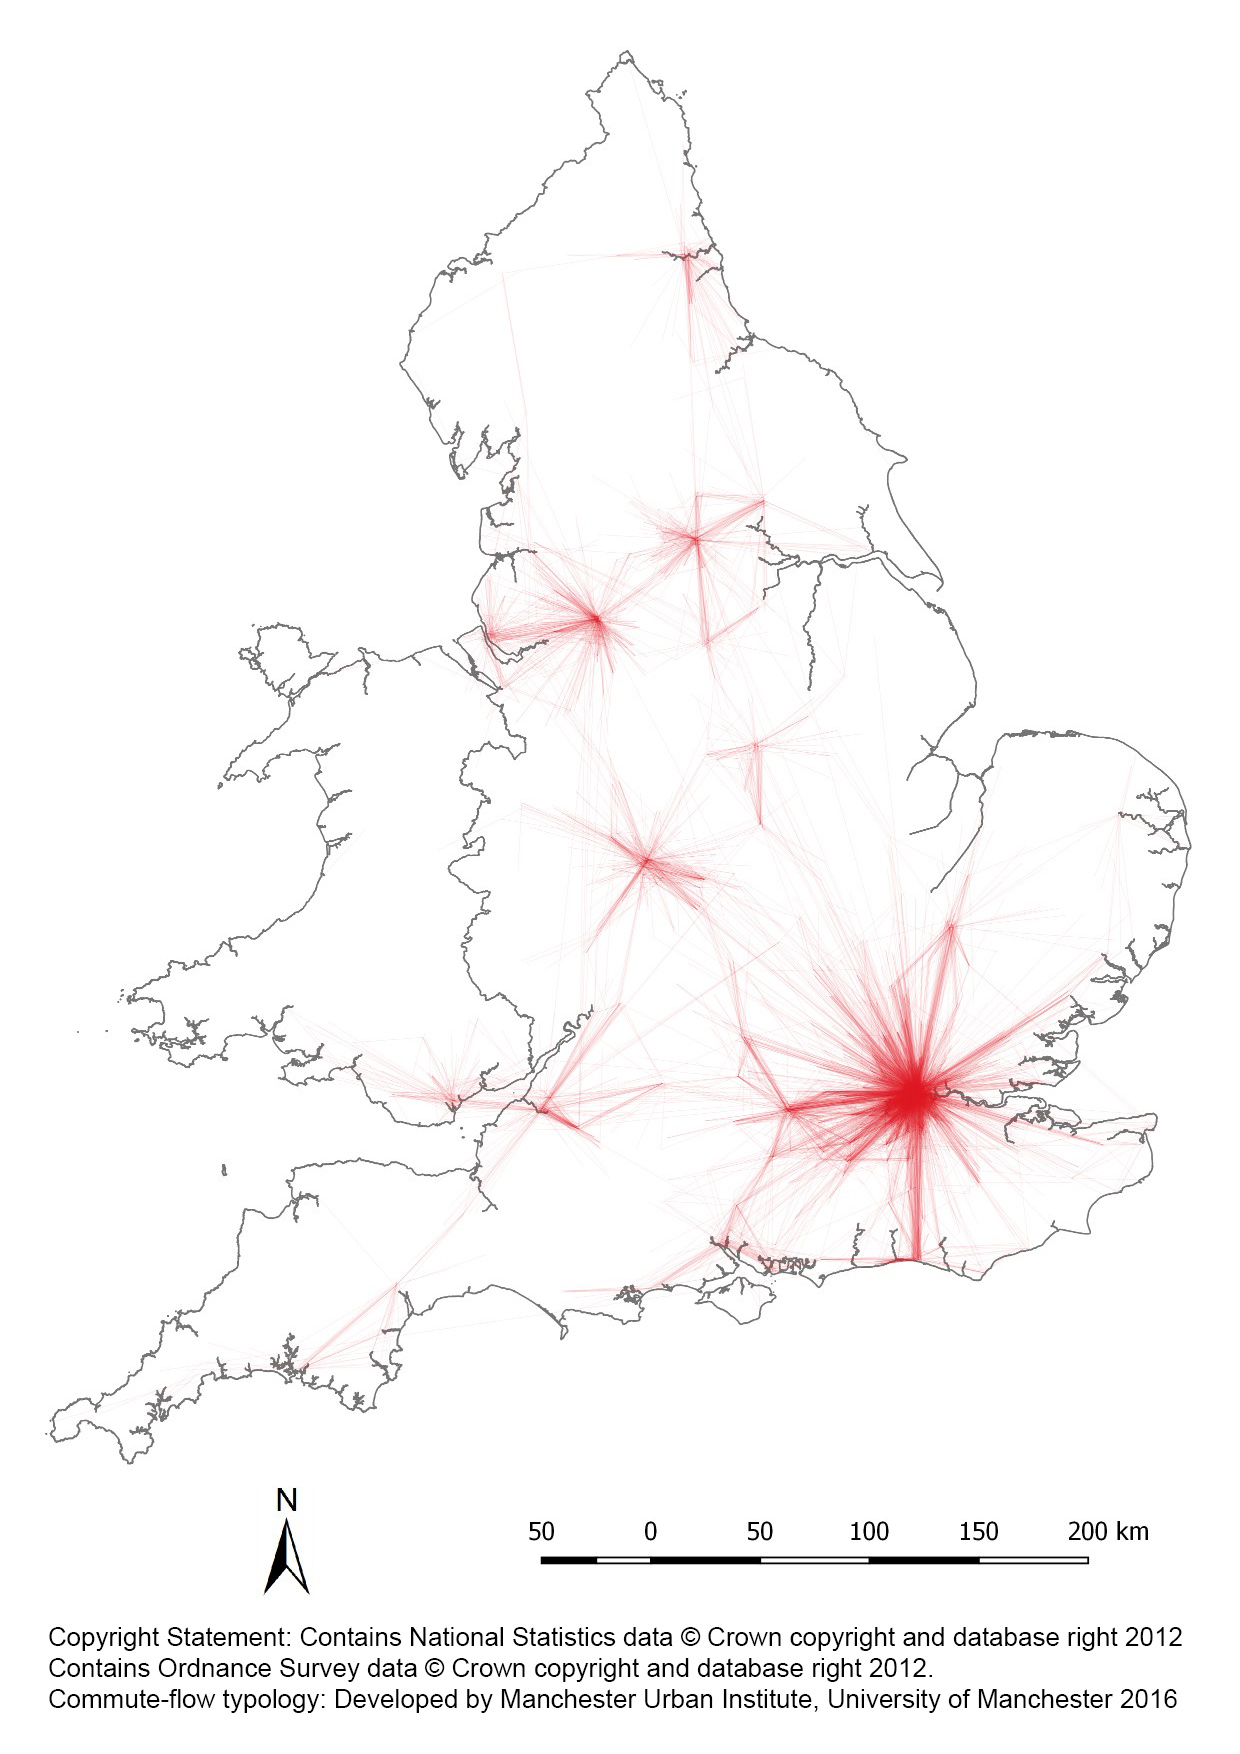 N
50 0 50 100 150 200 km
Copyright Statement: Contains National Statistics data © Crown copyright and database right 2012
Contains Ordnance Survey data © Crown copyright and database right 2012.
Commute-flow typology: Developed by Manchester Urban Institute, University of Manchester 2016